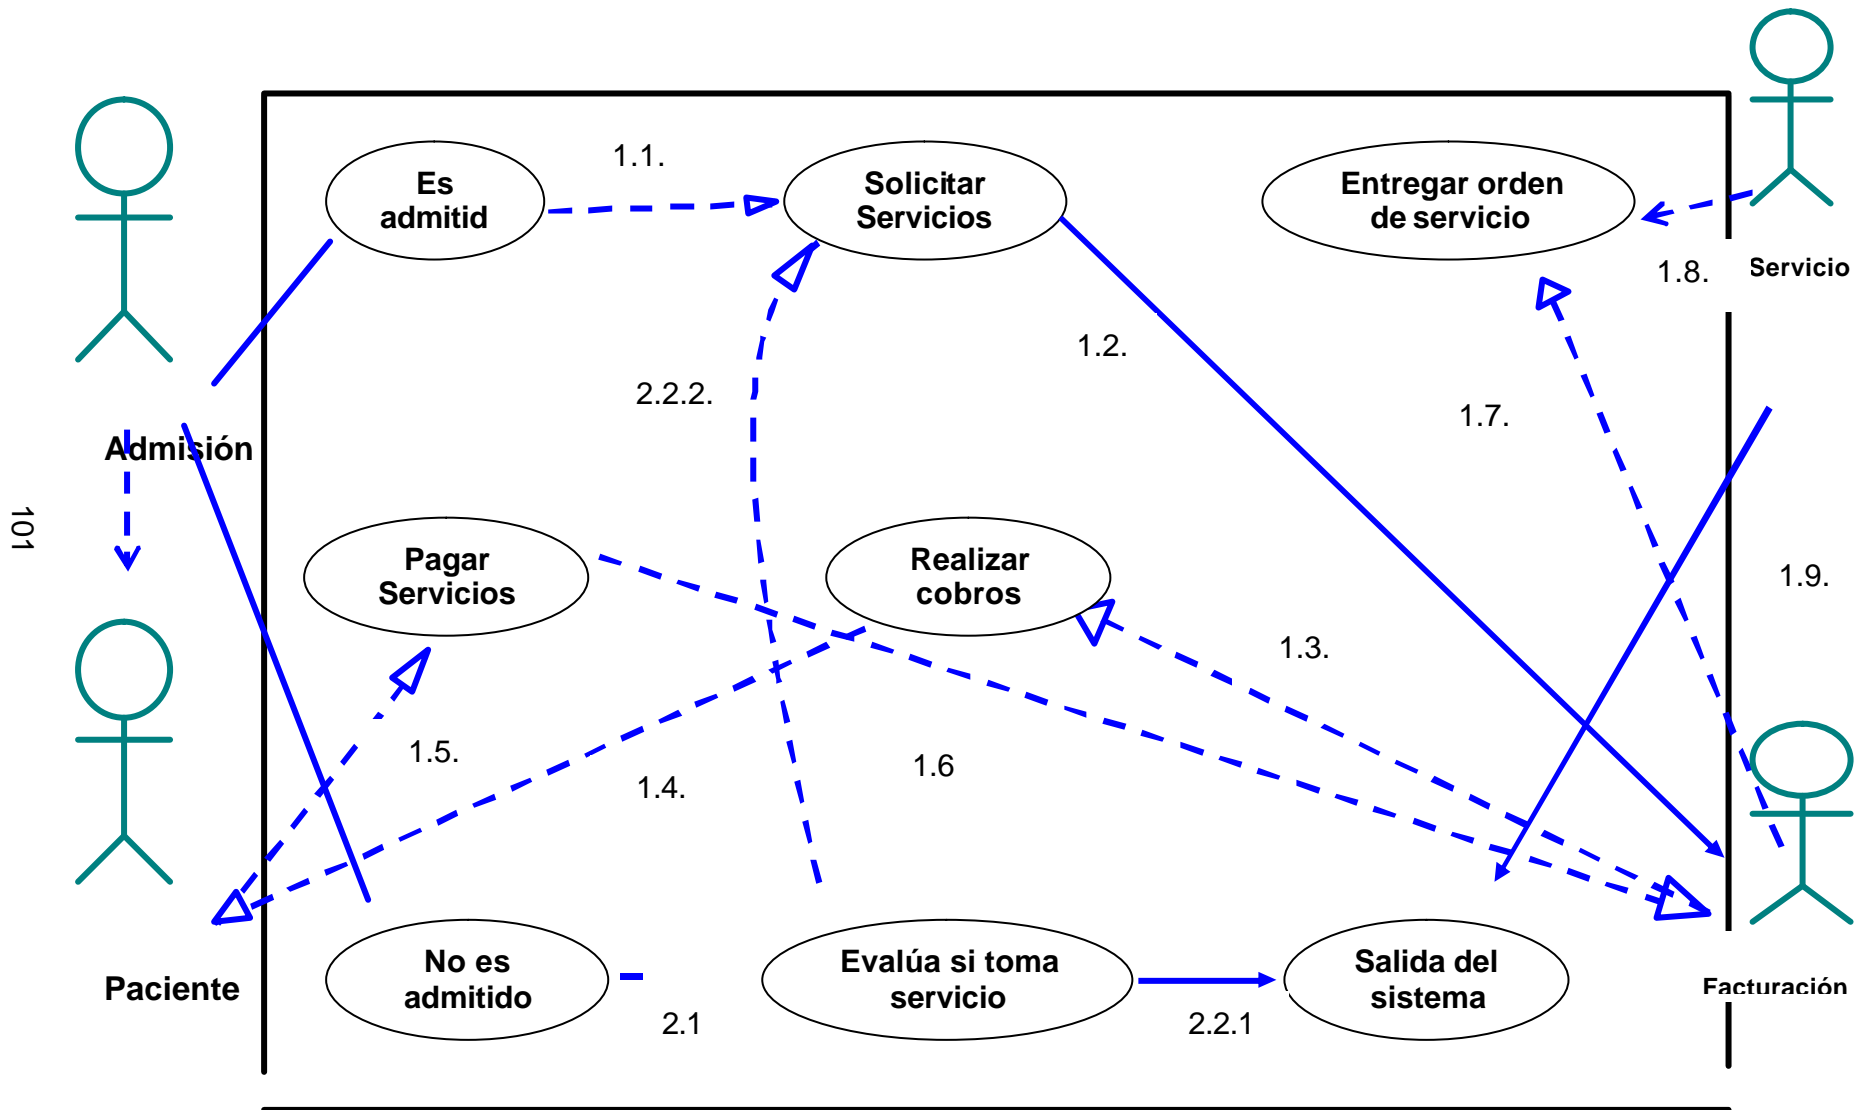 1.1.
Es
admitid
Solicitar
Servicios
Entregar orden
de servicio
1.8.
Servicio
1.2.
2.2.2.
1.7.
Admisión
101
Pagar
Servicios
Realizar
cobros
1.9.
1.3.
1.5.
1.4.
1.6
No es
admitido
Evalúa si toma
servicio
Salida del
sistema
Paciente
Facturación
2.1
2.2.1